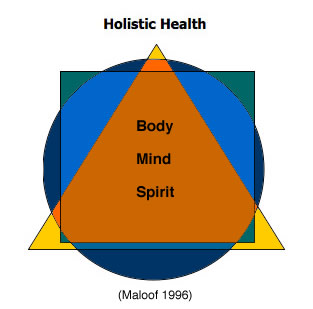 Holistic Health
Body
Mind
Spirit
(Maloof 1996)